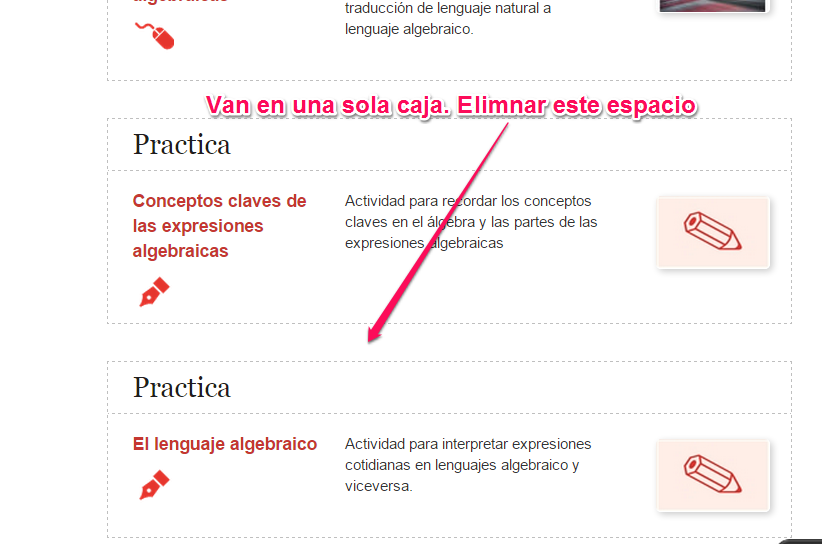 traducción de lenguaje natural a
lenguaje algebraico.
Van en una sola caja. Elimnar este espacio
Practica
Conceptos claves de
las expresiones
algebraicas
Actividad para recordar los conceptos
claves en el álgebra y las partes de las
expresiones algebraicas
Practica
El lenguaje algebraico
Actividad para interpretar expresiones
cotidianas en lenguajes algebraico y
viceversa.